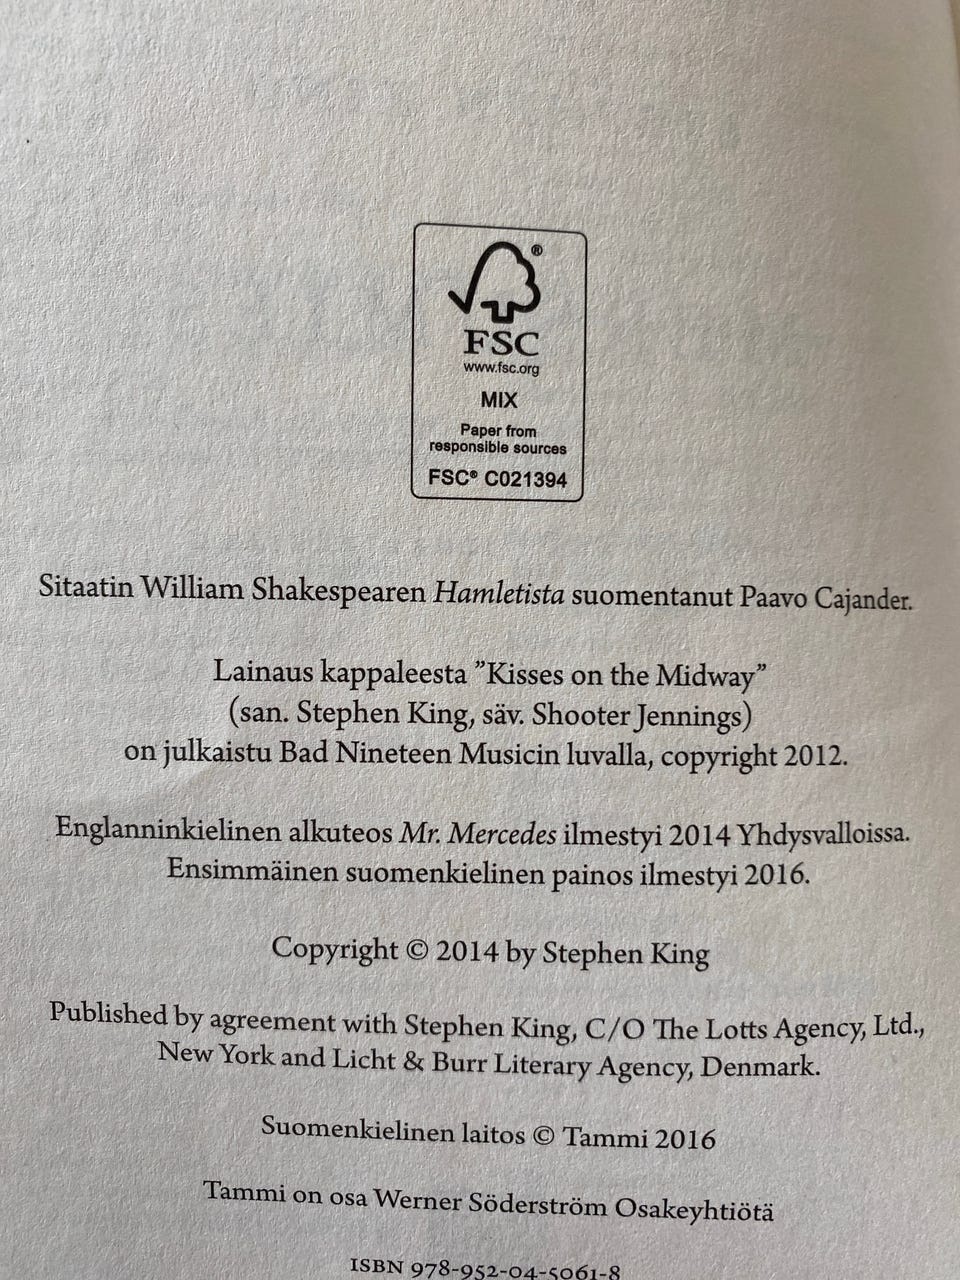 ®
FSC
www.fsc.org
MIX
Paper from
responsible sources
FSC® C021394
Sitaatin William Shakespearen Hamletista suomentanut Paavo Cajander.
Lainaus kappaleesta ”Kisses on the Midway”
(san. Stephen King, säv. Shooter Jennings)
on julkaistu Bad Nineteen Musicin luvalla, copyright 2012.
Englanninkielinen alkuteos Mr. Mercedes ilmestyi 2014 Yhdysvalloissa.
Ensimmäinen suomenkielinen painos ilmestyi 2016.
Copyright © 2014 by Stephen King
Published by agreement with Stephen King, C/O The Lotts Agency, Ltd.,
New York and Licht & Burr Literary Agency, Denmark.
Suomenkielinen laitos © Tammi 2016
Tammi on osa Werner Söderström Osakeyhtiötä
ISBN 978-952-04-5061-8